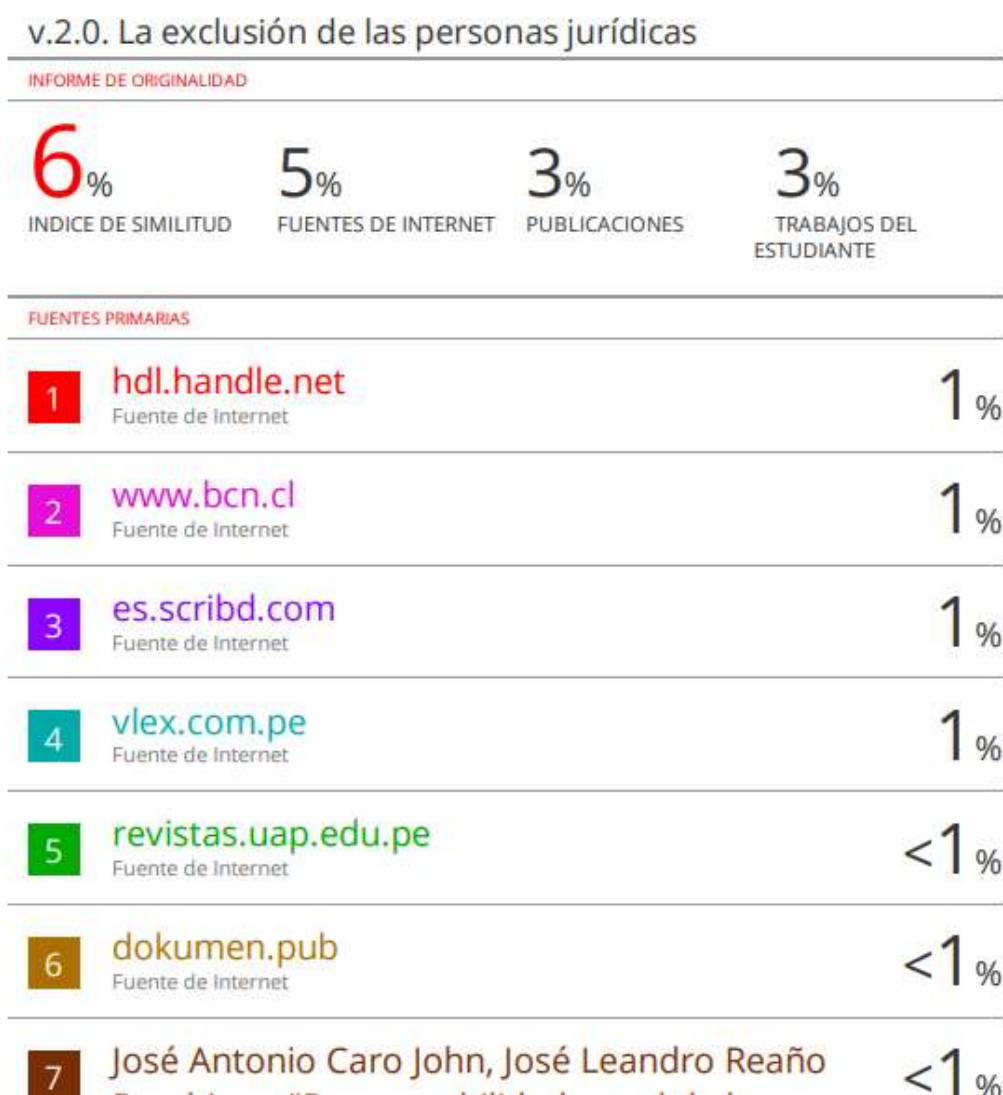 v.2.0. La exclusión de las personas jurídicas
INFORME DE ORIGINALIDAD
6%
INDICE DE SIMILITUD
5%
FUENTES DE INTERNET
3%
PUBLICACIONES
3%
TRABAJOS DEL
ESTUDIANTE
FUENTES PRIMARIAS
1 hdl.handle.net 1%
Fuente de Internet
2 www.bcn.cl 1%
Fuente de Internet
3 es.scribd.com 1%
Fuente de Internet
4 vlex.com.pe 1%
Fuente de Internet
5 revistas.uap.edu.pe <1%
Fuente de Internet
6 dokumen.pub <1%
Fuente de Internet
7 José Antonio Caro John, José Leandro Reaño <1%